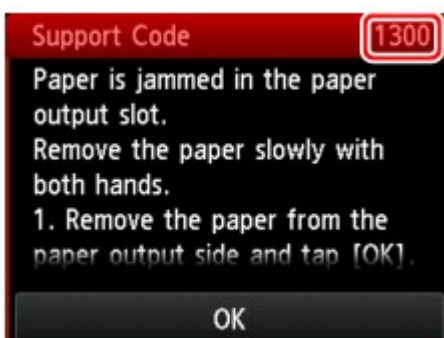 Support Code 1300
Paper is jammed in the paper
output slot.
Remove the paper slowly with
both hands.
1. Remove the paper from the
paper output side and tap [OK].
OK